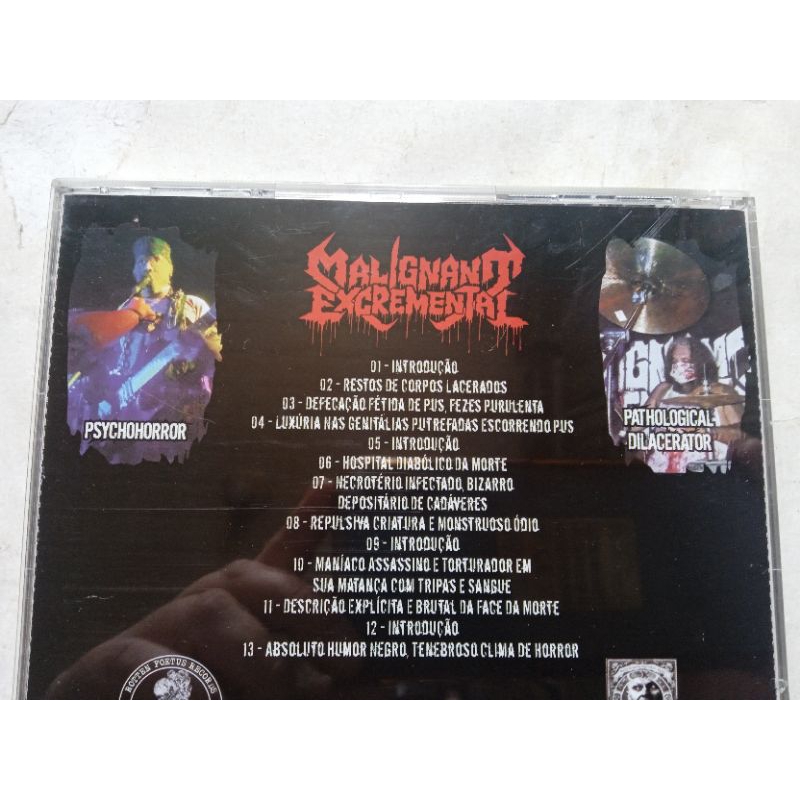 MALIGNANT
EXCREMENTAL
01 - INTRODUÇÃO
02 - RESTOS DE CORPOS LACERADOS
03 - DEFECAÇÃO FÉTIDA DE PUS, FEZES PURULENTA
04 - LUXÚRIA NAS GENITÁLIAS PUTREFADAS ESCORRENDO PUS
05 - INTRODUÇÃO
06 - HOSPITAL DIABÓLICO DA MORTE
07 - NECROTÉRIO INFECTADO, BIZARRO
DEPOSITÁRIO DE CADÁVERES
08 - REPULSIVA CRIATURA E MONSTRUOSO ÓDIO
09 - INTRODUÇÃO
10 - MANÍACO ASSASSINO E TORTURADOR EM
SUA MATANÇA COM TRIPAS E SANGUE
11 - DESCRIÇÃO EXPLÍCITA E BRUTAL DA FACE DA MORTE
12 - INTRODUÇÃO
13 - ABSOLUTO HUMOR NEGRO, TENEBROSO CLIMA DE HORROR
PSYCHOHORROR
PATHOLOGICAL
DILACERATOR
ROTTEN FOETUS RECORDS